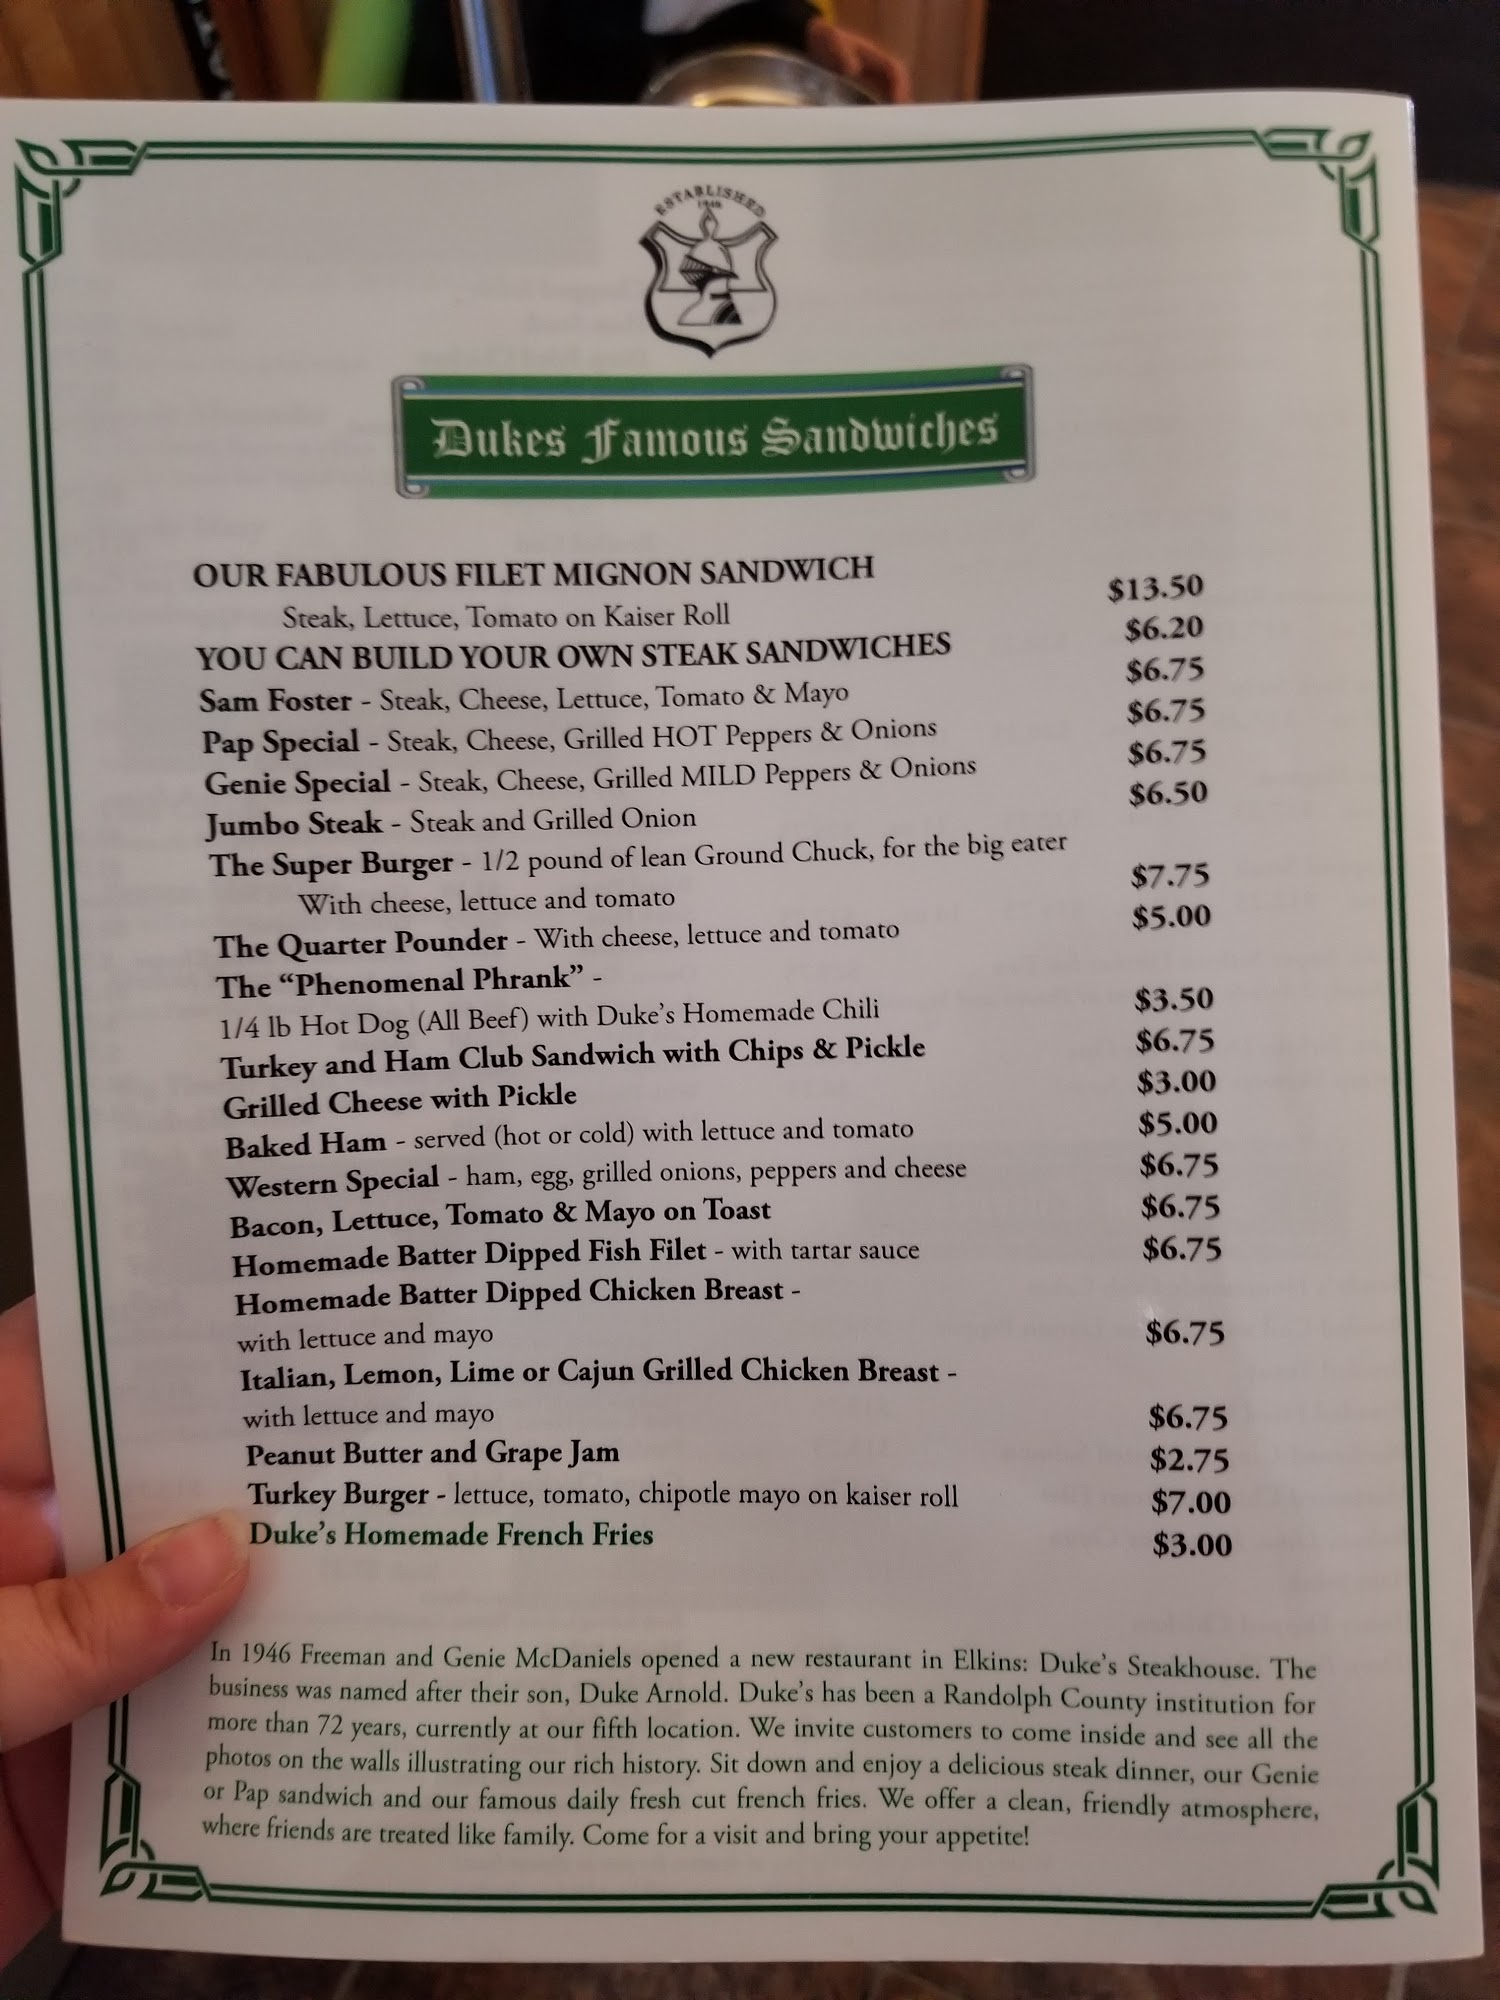 ESTABLISHED
1946
Dukes Famous Sandwiches
OUR FABULOUS FILET MIGNON SANDWICH
Steak, Lettuce, Tomato on Kaiser Roll $13.50
YOU CAN BUILD YOUR OWN STEAK SANDWICHES $6.20
Sam Foster - Steak, Cheese, Lettuce, Tomato & Mayo $6.75
Pap Special - Steak, Cheese, Grilled HOT Peppers & Onions $6.75
Genie Special - Steak, Cheese, Grilled MILD Peppers & Onions $6.75
Jumbo Steak - Steak and Grilled Onion $6.50
The Super Burger - 1/2 pound of lean Ground Chuck, for the big eater
With cheese, lettuce and tomato $7.75
The Quarter Pounder - With cheese, lettuce and tomato $5.00
The “Phenomenal Phrank” -
1/4 lb Hot Dog (All Beef) with Duke’s Homemade Chili $3.50
Turkey and Ham Club Sandwich with Chips & Pickle $6.75
Grilled Cheese with Pickle $3.00
Baked Ham - served (hot or cold) with lettuce and tomato $5.00
Western Special - ham, egg, grilled onions, peppers and cheese $6.75
Bacon, Lettuce, Tomato & Mayo on Toast $6.75
Homemade Batter Dipped Fish Filet - with tartar sauce $6.75
Homemade Batter Dipped Chicken Breast -
with lettuce and mayo $6.75
Italian, Lemon, Lime or Cajun Grilled Chicken Breast -
with lettuce and mayo $6.75
Peanut Butter and Grape Jam $2.75
Turkey Burger - lettuce, tomato, chipotle mayo on kaiser roll $7.00
Duke’s Homemade French Fries $3.00
In 1946 Freeman and Genie McDaniels opened a new restaurant in Elkins: Duke’s Steakhouse. The
business was named after their son, Duke Arnold. Duke’s has been a Randolph County institution for
more than 72 years, currently at our fifth location. We invite customers to come inside and see all the
photos on the walls illustrating our rich history. Sit down and enjoy a delicious steak dinner, our Genie
or Pap sandwich and our famous daily fresh cut french fries. We offer a clean, friendly atmosphere,
where friends are treated like family. Come for a visit and bring your appetite!